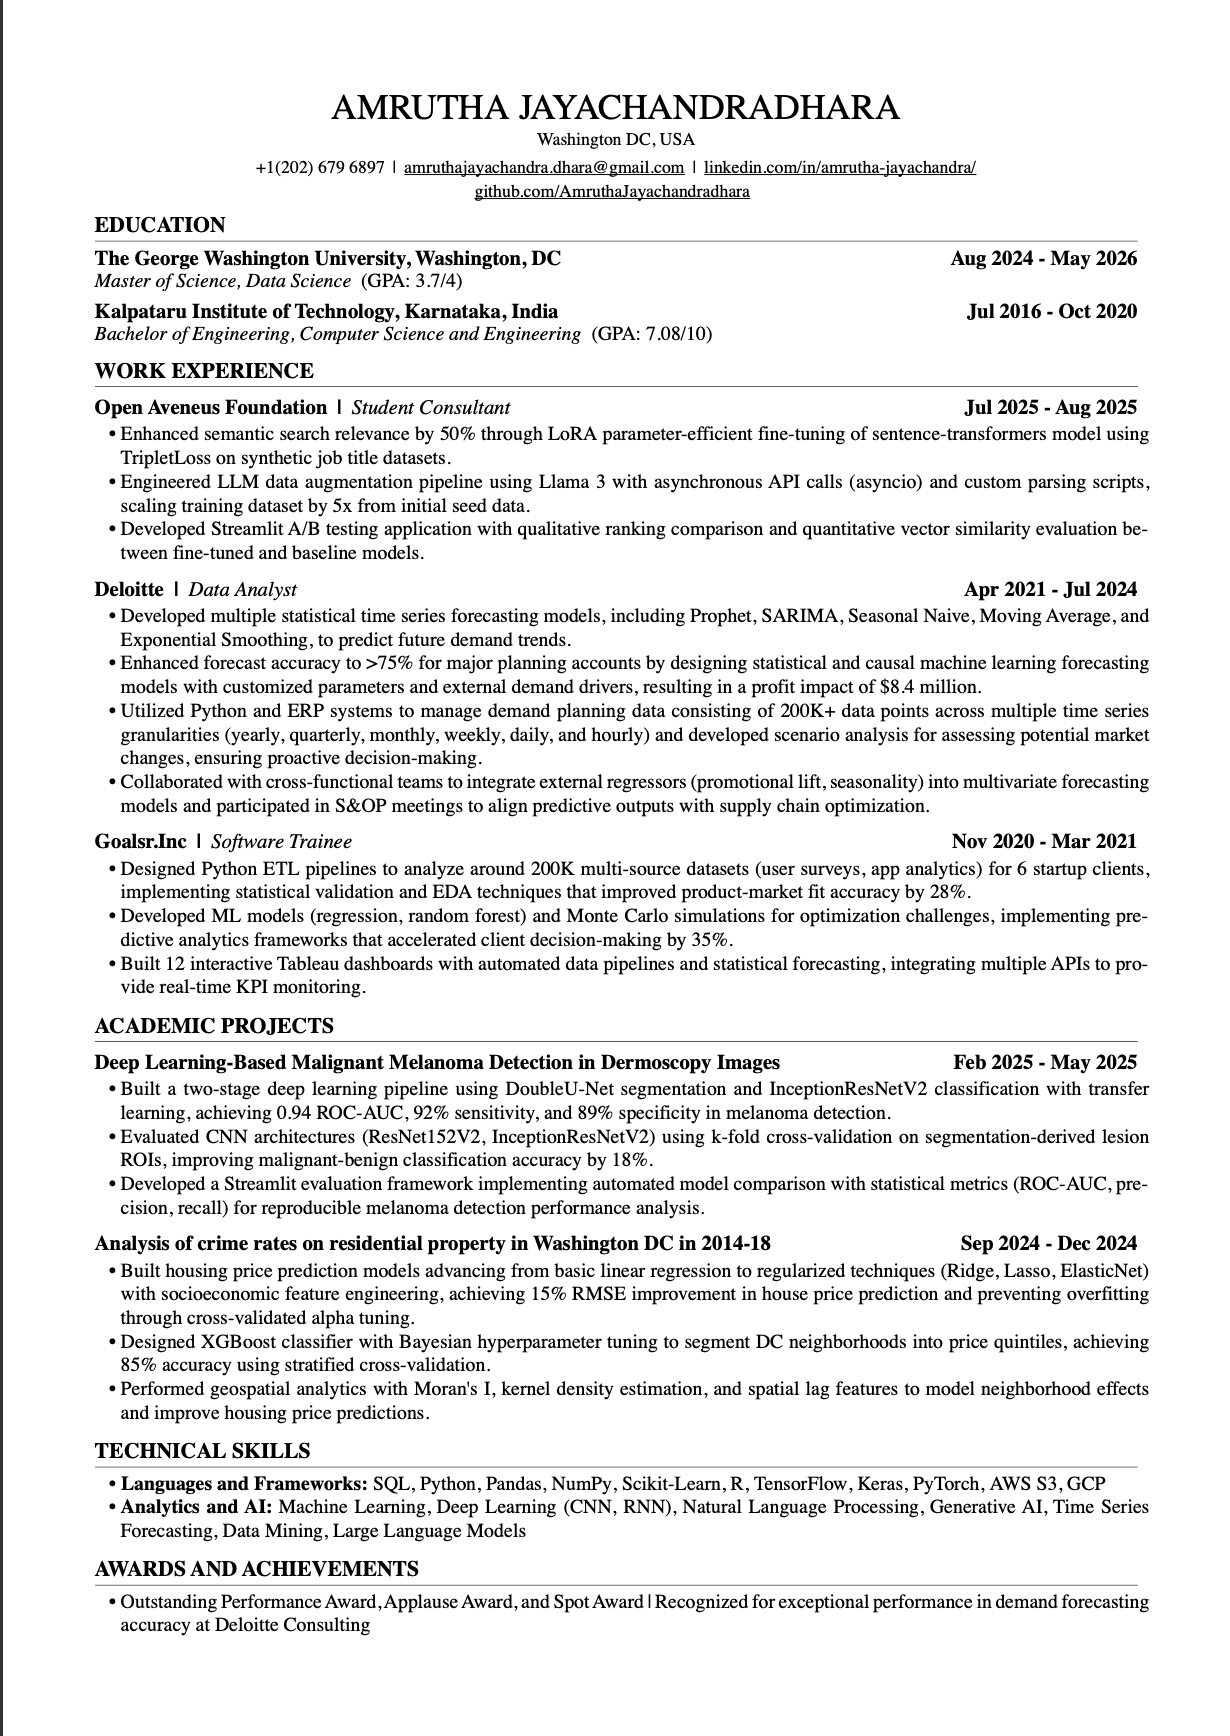 AMRUTHA JAYACHANDRADHARA
Washington DC, USA
+1(202) 679 6897 | amruthajayachandra.dhara@gmail.com | linkedin.com/in/amrutha-jayachandra/
github.com/AmruthaJayachandradhara
EDUCATION
The George Washington University, Washington, DC Aug 2024 - May 2026
Master of Science, Data Science (GPA: 3.7/4)
Kalpataru Institute of Technology, Karnataka, India Jul 2016 - Oct 2020
Bachelor of Engineering, Computer Science and Engineering (GPA: 7.08/10)
WORK EXPERIENCE
Open Aveneus Foundation | Student Consultant Jul 2025 - Aug 2025
• Enhanced semantic search relevance by 50% through LoRA parameter-efficient fine-tuning of sentence-transformers model using
TripletLoss on synthetic job title datasets.
• Engineered LLM data augmentation pipeline using Llama 3 with asynchronous API calls (asyncio) and custom parsing scripts,
scaling training dataset by 5x from initial seed data.
• Developed Streamlit A/B testing application with qualitative ranking comparison and quantitative vector similarity evaluation be-
tween fine-tuned and baseline models.
Deloitte | Data Analyst Apr 2021 - Jul 2024
• Developed multiple statistical time series forecasting models, including Prophet, SARIMA, Seasonal Naive, Moving Average, and
Exponential Smoothing, to predict future demand trends.
• Enhanced forecast accuracy to >75% for major planning accounts by designing statistical and causal machine learning forecasting
models with customized parameters and external demand drivers, resulting in a profit impact of $8.4 million.
• Utilized Python and ERP systems to manage demand planning data consisting of 200K+ data points across multiple time series
granularities (yearly, quarterly, monthly, weekly, daily, and hourly) and developed scenario analysis for assessing potential market
changes, ensuring proactive decision-making.
• Collaborated with cross-functional teams to integrate external regressors (promotional lift, seasonality) into multivariate forecasting
models and participated in S&OP meetings to align predictive outputs with supply chain optimization.
Goalsr.Inc | Software Trainee Nov 2020 - Mar 2021
• Designed Python ETL pipelines to analyze around 200K multi-source datasets (user surveys, app analytics) for 6 startup clients,
implementing statistical validation and EDA techniques that improved product-market fit accuracy by 28%.
• Developed ML models (regression, random forest) and Monte Carlo simulations for optimization challenges, implementing pre-
dictive analytics frameworks that accelerated client decision-making by 35%.
• Built 12 interactive Tableau dashboards with automated data pipelines and statistical forecasting, integrating multiple APIs to pro-
vide real-time KPI monitoring.
ACADEMIC PROJECTS
Deep Learning-Based Malignant Melanoma Detection in Dermoscopy Images Feb 2025 - May 2025
• Built a two-stage deep learning pipeline using DoubleU-Net segmentation and InceptionResNetV2 classification with transfer
learning, achieving 0.94 ROC-AUC, 92% sensitivity, and 89% specificity in melanoma detection.
• Evaluated CNN architectures (ResNet152V2, InceptionResNetV2) using k-fold cross-validation on segmentation-derived lesion
ROIs, improving malignant-benign classification accuracy by 18%.
• Developed a Streamlit evaluation framework implementing automated model comparison with statistical metrics (ROC-AUC, pre-
cision, recall) for reproducible melanoma detection performance analysis.
Analysis of crime rates on residential property in Washington DC in 2014-18 Sep 2024 - Dec 2024
• Built housing price prediction models advancing from basic linear regression to regularized techniques (Ridge, Lasso, ElasticNet)
with socioeconomic feature engineering, achieving 15% RMSE improvement in house price prediction and preventing overfitting
through cross-validated alpha tuning.
• Designed XGBoost classifier with Bayesian hyperparameter tuning to segment DC neighborhoods into price quintiles, achieving
85% accuracy using stratified cross-validation.
• Performed geospatial analytics with Moran's I, kernel density estimation, and spatial lag features to model neighborhood effects
and improve housing price predictions.
TECHNICAL SKILLS
• Languages and Frameworks: SQL, Python, Pandas, NumPy, Scikit-Learn, R, TensorFlow, Keras, PyTorch, AWS S3, GCP
• Analytics and AI: Machine Learning, Deep Learning (CNN, RNN), Natural Language Processing, Generative AI, Time Series
Forecasting, Data Mining, Large Language Models
AWARDS AND ACHIEVEMENTS
• Outstanding Performance Award, Applause Award, and Spot Award | Recognized for exceptional performance in demand forecasting
accuracy at Deloitte Consulting